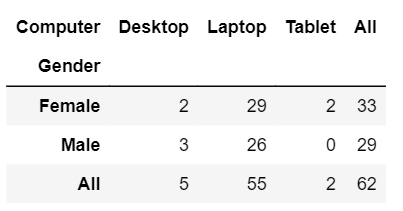 Computer Desktop Laptop Tablet All
Gender
Female 2 29 2 33
Male 3 26 0 29
All 5 55 2 62